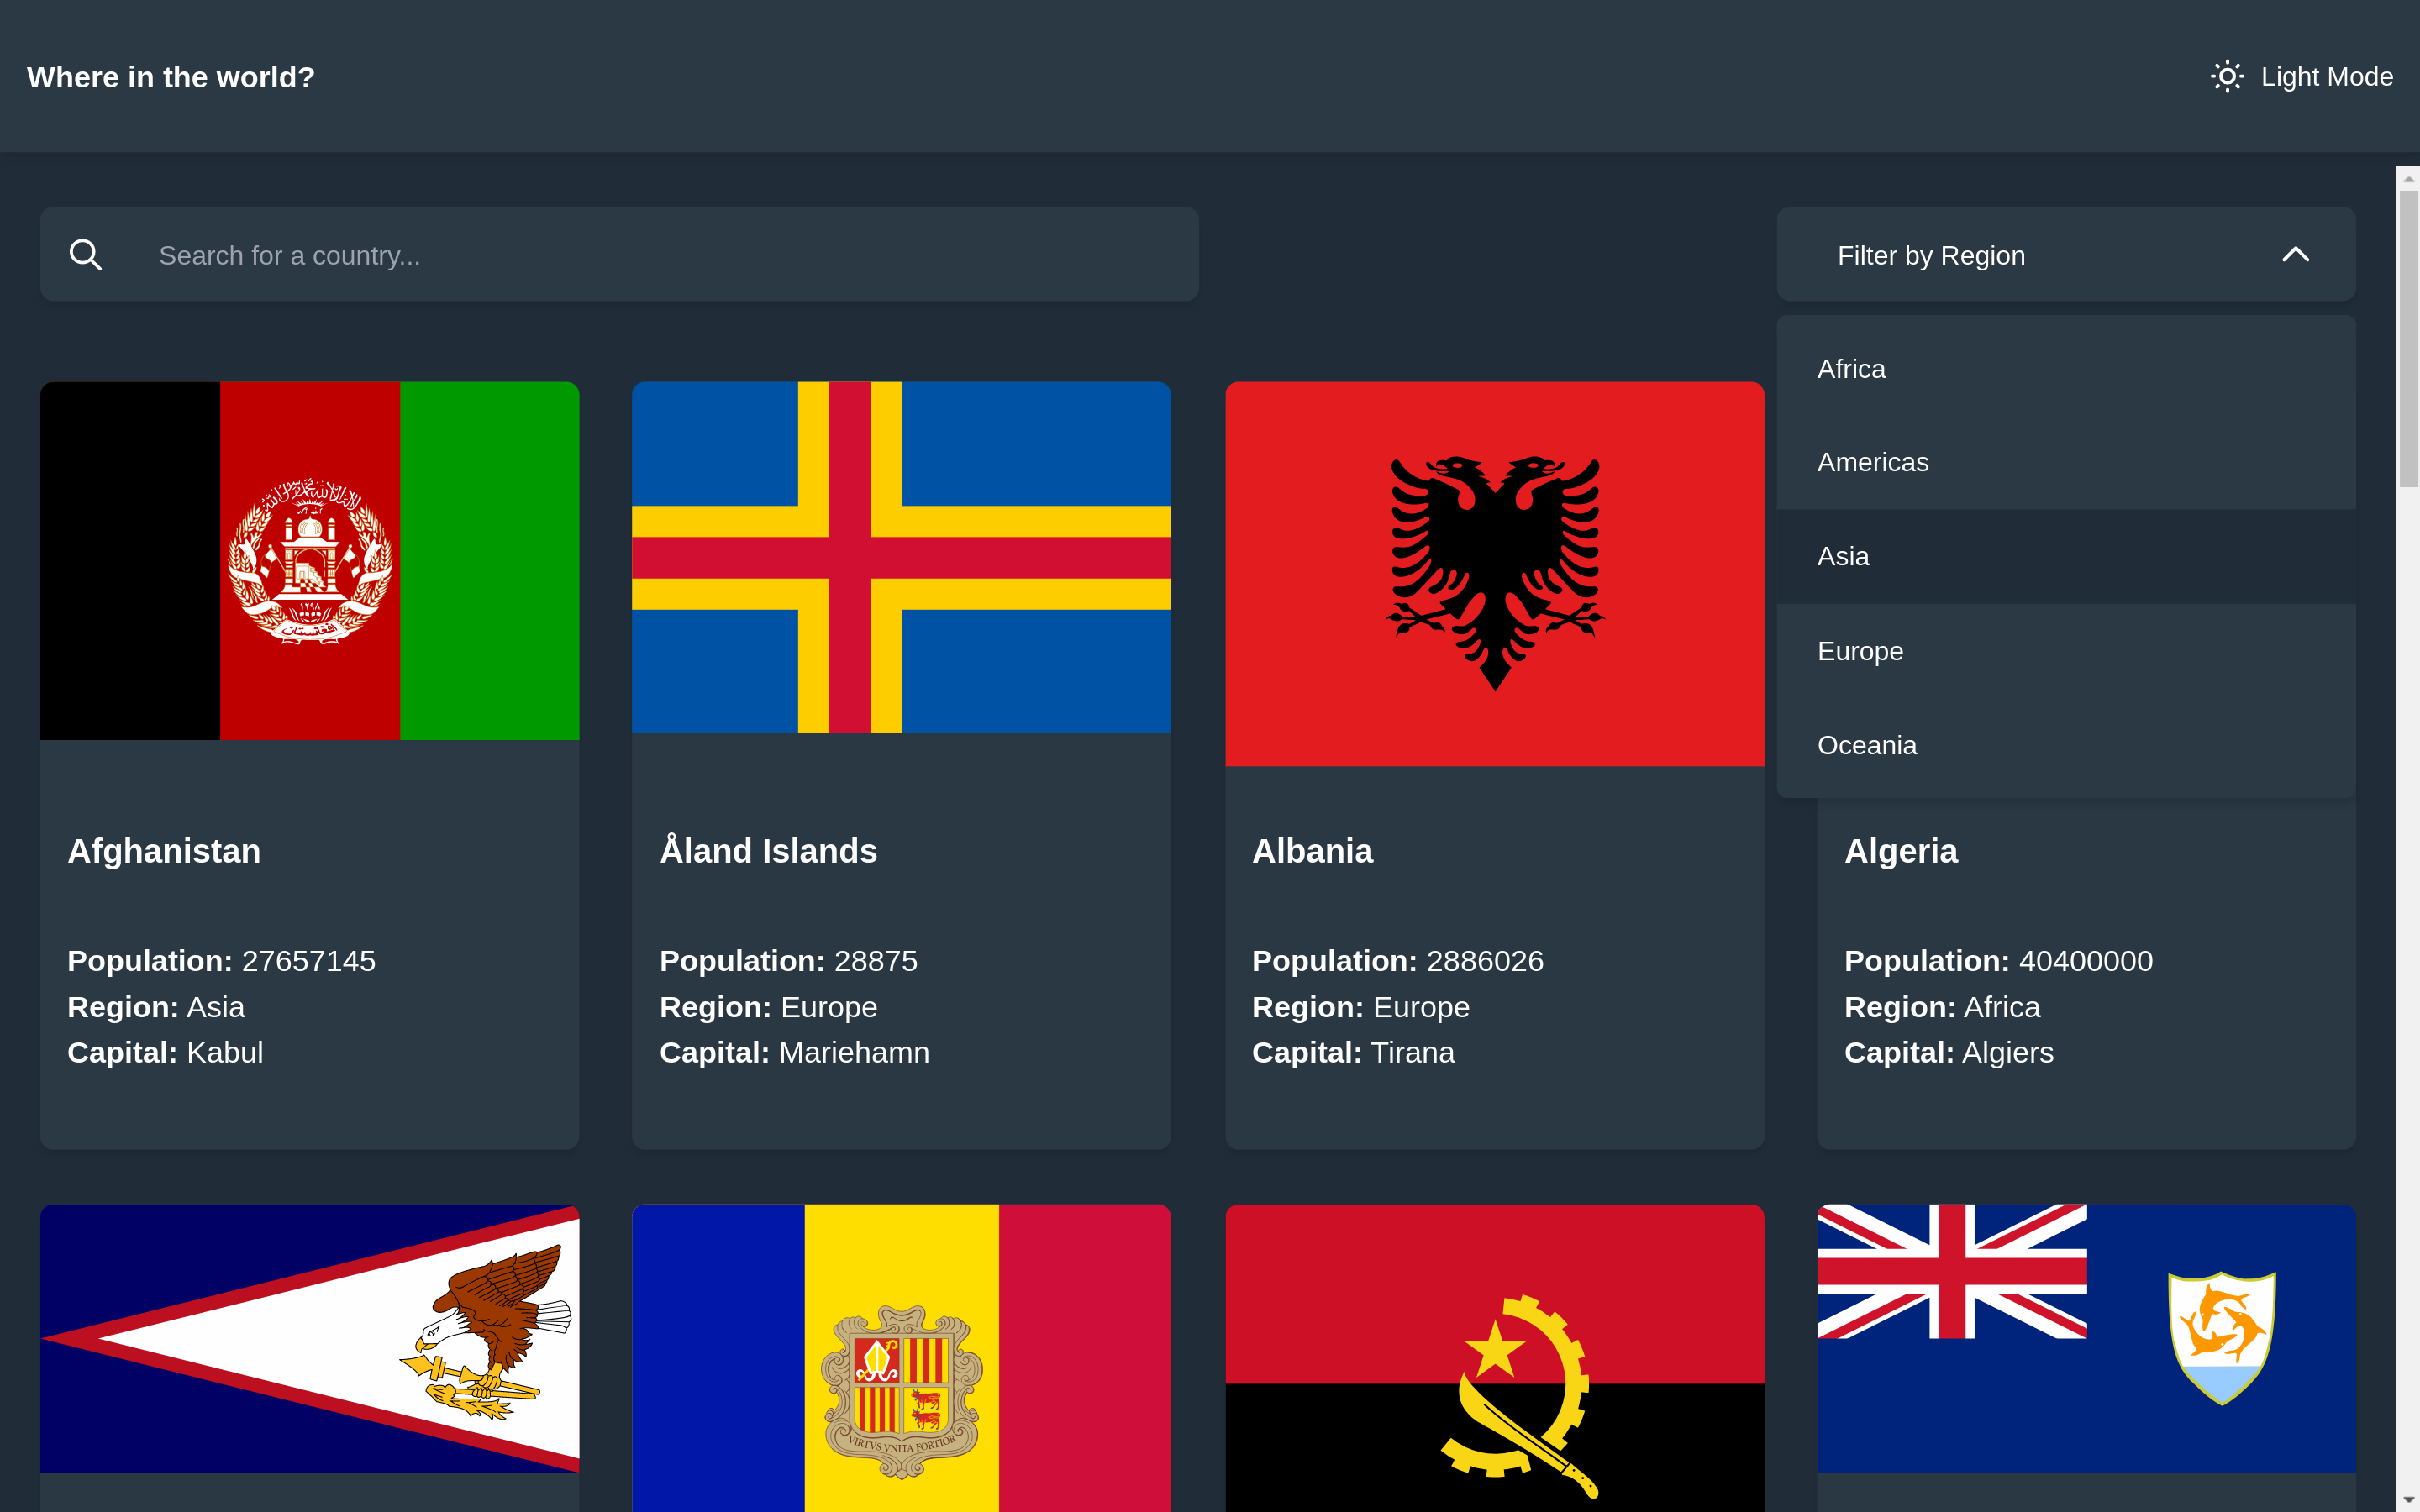 Where in the world?
Light Mode
Search for a country...
Filter by Region
Africa
Americas
Asia
Europe
Oceania
Afghanistan
Population: 27657145
Region: Asia
Capital: Kabul
Åland Islands
Population: 28875
Region: Europe
Capital: Mariehamn
Albania
Population: 2886026
Region: Europe
Capital: Tirana
Algeria
Population: 40400000
Region: Africa
Capital: Algiers
VIRTVS VNITA FORTIOR